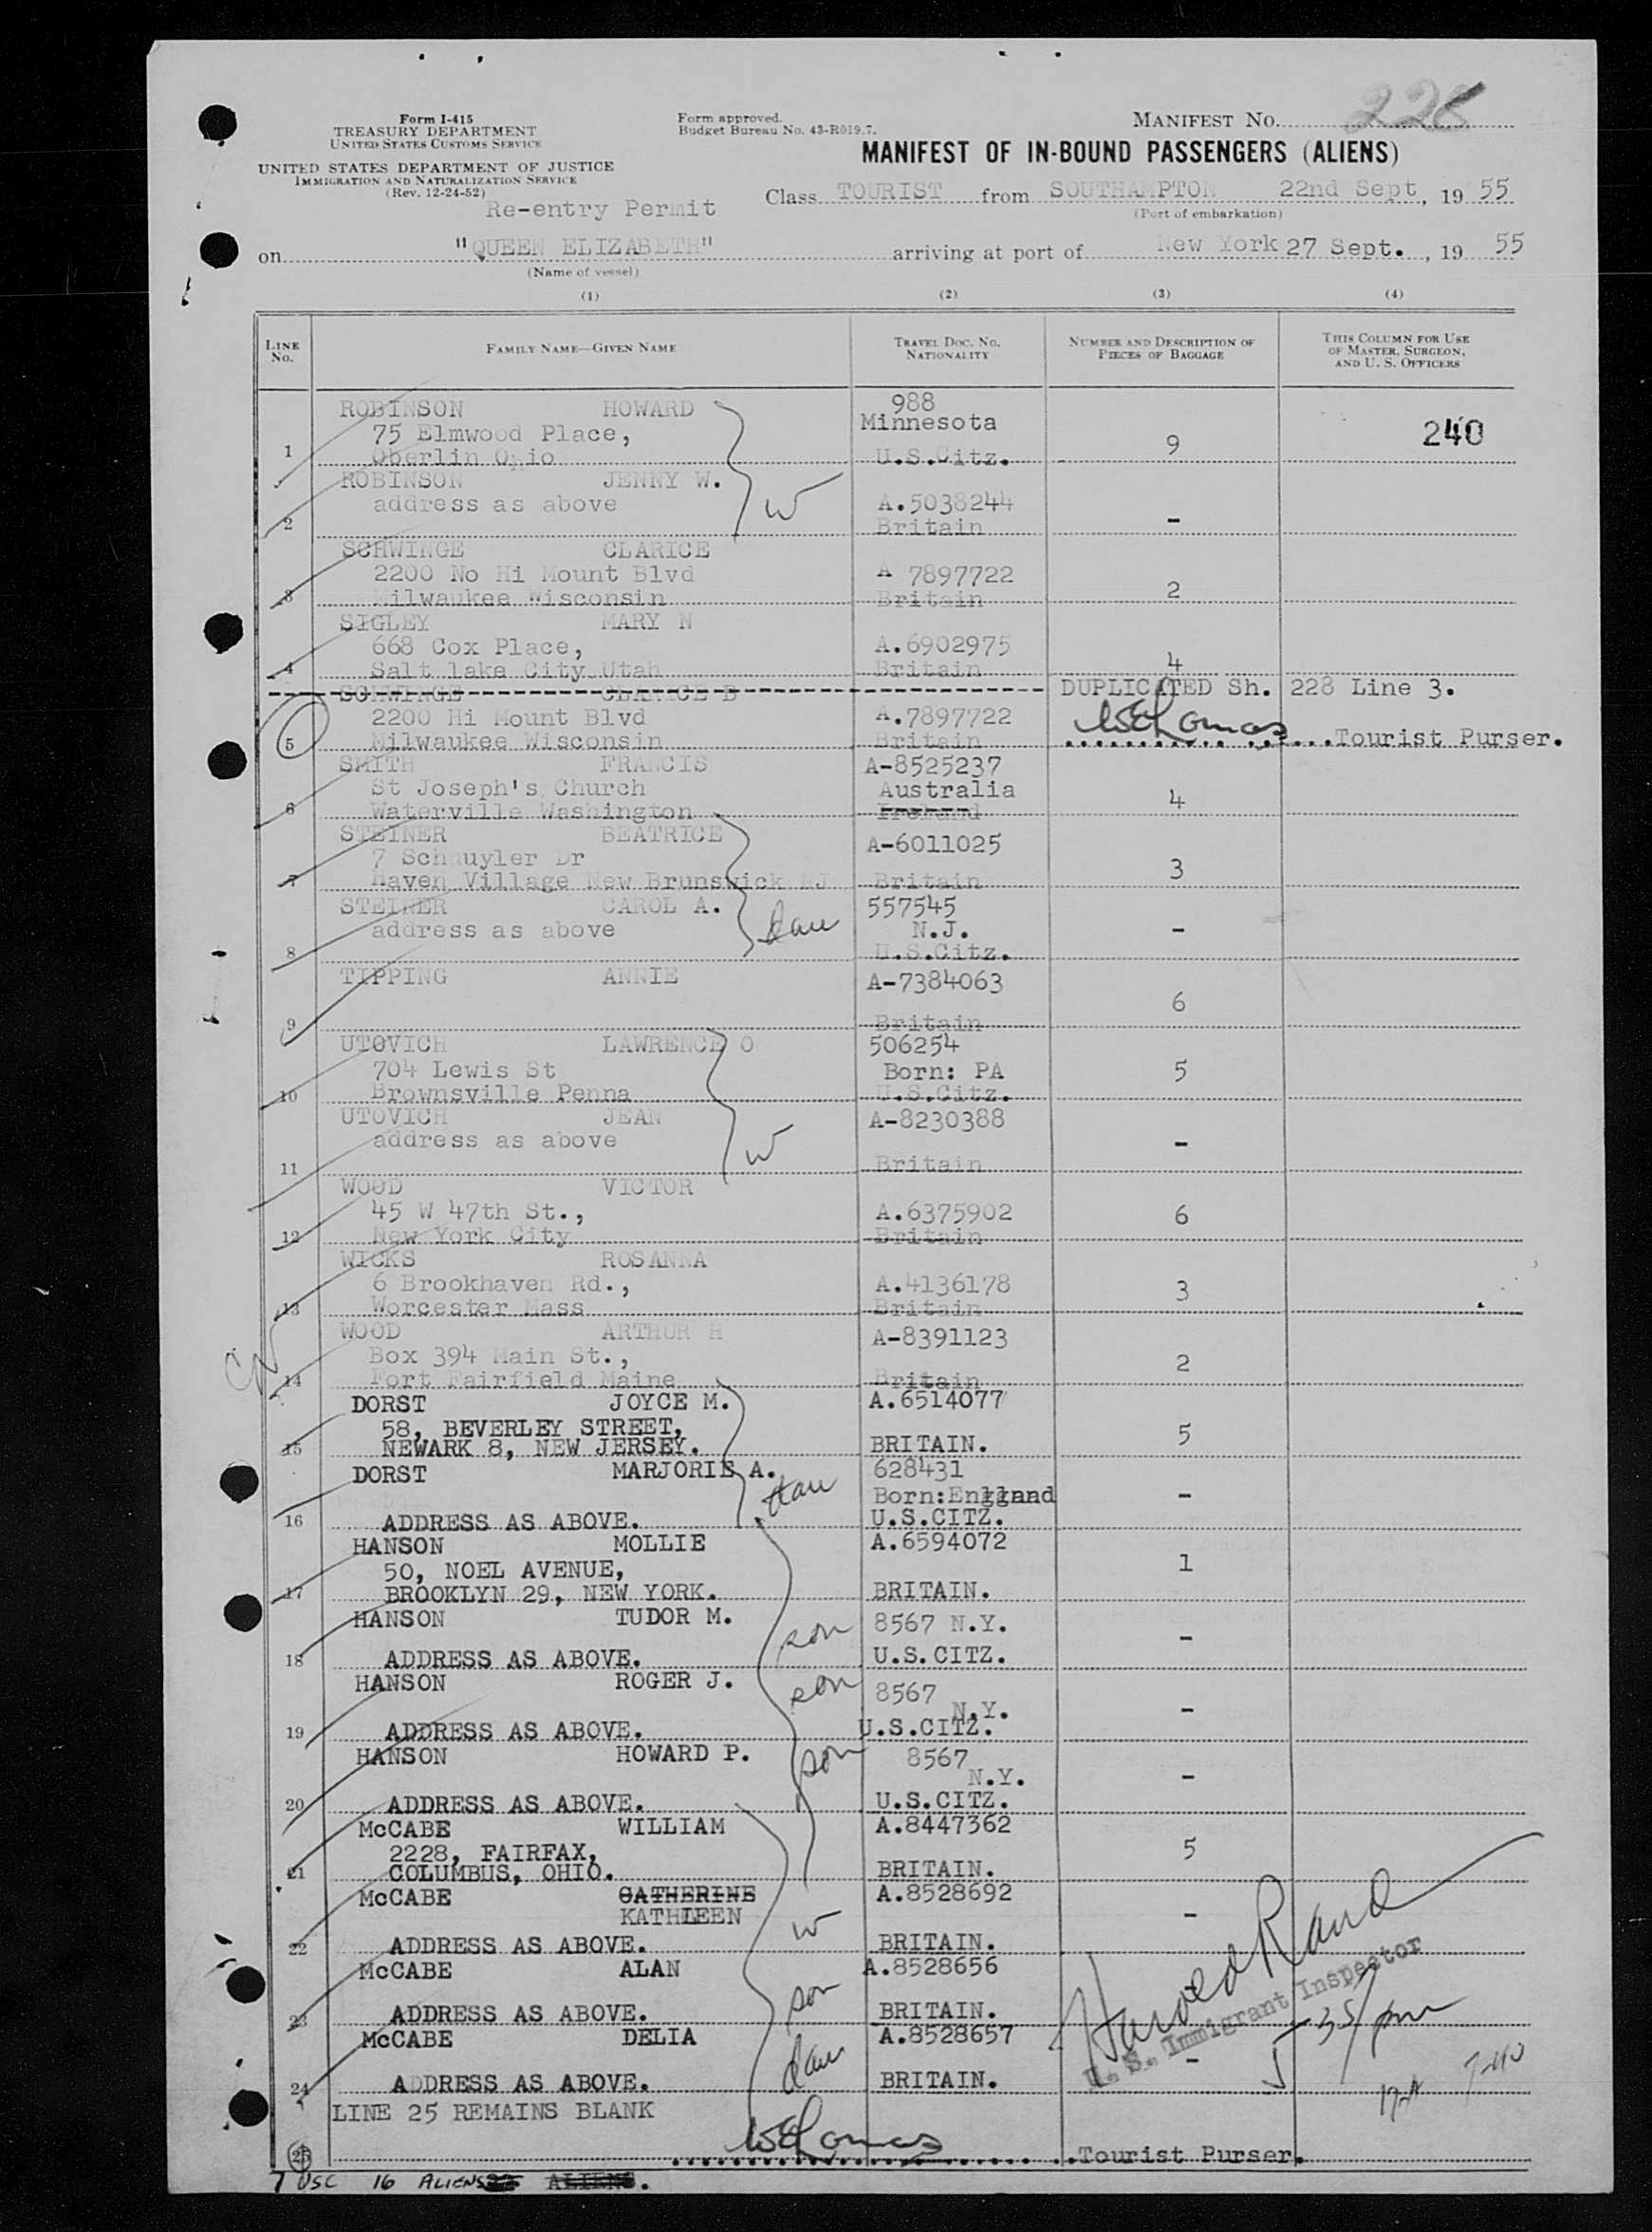 Form I-415
TREASURY DEPARTMENT
UNITED STATES CUSTOMS SERVICE
UNITED STATES DEPARTMENT OF JUSTICE
IMMIGRATION AND NATURALIZATION SERVICE
(Rev. 12-24-52)
Form approved.
Budget Bureau No. 43-R019.7.
MANIFEST NO.
MANIFEST OF IN-BOUND PASSENGERS (ALIENS)
Re-entry Permit
Class TOURIST from SOUTHAMPTON 22nd Sept, 19 55
(Port of embarkation)
on "QUEEN ELIZABETH" arriving at port of New York 27 Sept., 19 55
(Name of vessel)
(1) (2) (3) (4)
LINE No. FAMILY NAME—GIVEN NAME TRAVEL DOC. NO. NATIONALITY NUMBER AND DESCRIPTION OF PIECES OF BAGGAGE THIS COLUMN FOR USE OF MASTER, SURGEON, AND U. S. OFFICERS
ROBINSON HOWARD 988
75 Elmwood Place, Minnesota 9 240
1 Oberlin Ohio U.S.Citz.
ROBINSON JENNY W.
address as above w A.5038244 -
2 Britain
SCHWINGE CLARICE
2200 No Hi Mount Blvd A 7897722 2
3 Milwaukee Wisconsin Britain
SIGLEY MARY N
668 Cox Place, A.6902975 4
4 Salt lake City Utah Britain
SCHWINGE CLARICE B DUPLICATED Sh. 228 Line 3.
2200 Hi Mount Blvd A.7897722 WELomas
5 Milwaukee Wisconsin Britain Tourist Purser.
SMITH FRANCIS A-8525237
St Joseph's Church Australia 4
6 Waterville Washington Ireland
STEINER BEATRICE A-6011025
7 Schuuyler Dr 3
7 Haven Village New Brunswick NJ Britain
STEINER CAROL A. 557545
address as above dau N.J. -
8 U.S.Citz.
TIPPING ANNIE A-7384063
6
9 Britain
UTOVICH LAWRENCE O 506254
704 Lewis St Born: PA 5
10 Brownsville Penna U.S.Citz.
UTOVICH JEAN A-8230388
address as above w -
11 Britain
WOOD VICTOR
45 W 47th St., A.6375902 6
12 New York City Britain
WICKS ROSANNA
6 Brookhaven Rd., A.4136178 3
13 Worcester Mass Britain
WOOD ARTHUR H A-8391123
Box 394 Main St., 2
14 Fort Fairfield Maine Britain
DORST JOYCE M. A.6514077
58, BEVERLEY STREET, 5
15 NEWARK 8, NEW JERSEY. BRITAIN.
DORST MARJORIE A. 628431
dau Born:England -
16 ADDRESS AS ABOVE. U.S.CITZ.
HANSON MOLLIE A.6594072
50, NOEL AVENUE, 1
17 BROOKLYN 29, NEW YORK. BRITAIN.
HANSON TUDOR M. son 8567 N.Y. -
18 ADDRESS AS ABOVE. U.S.CITZ.
HANSON ROGER J. son 8567 N.Y. -
19 ADDRESS AS ABOVE. U.S.CITZ.
HANSON HOWARD P. son 8567 N.Y. -
20 ADDRESS AS ABOVE. U.S.CITZ.
McCABE WILLIAM A.8447362
2228, FAIRFAX, 5
21 COLUMBUS, OHIO. BRITAIN.
McCABE CATHERINE A.8528692
KATHLEEN w -
22 ADDRESS AS ABOVE. BRITAIN.
McCABE ALAN A.8528656
son
23 ADDRESS AS ABOVE. BRITAIN.
McCABE DELIA A.8528657
dau -
24 ADDRESS AS ABOVE. BRITAIN.
Harold Rand
U. S. Immigrant Inspector
5-35/pm
7-40
LINE 25 REMAINS BLANK
25 WELomas Tourist Purser.
7 USC 16 ALIENS ALIENS.